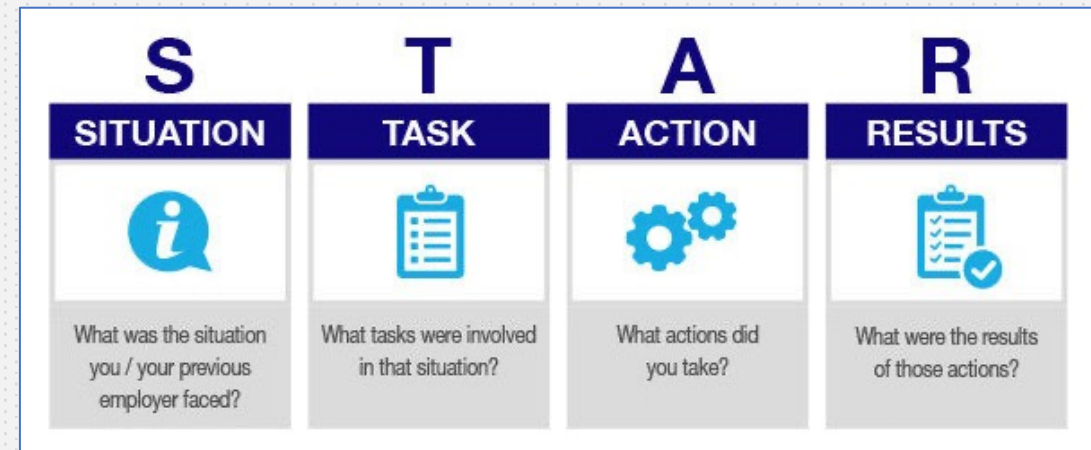 S T A R
SITUATION TASK ACTION RESULTS
i
What was the situation
you / your previous
employer faced?
What tasks were involved
in that situation?
What actions did
you take?
What were the results
of those actions?